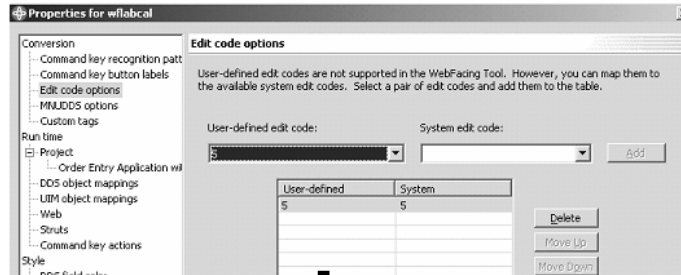 Properties for wflabcal
Conversion
Command key recognition patt
Command key button labels
Edit code options
MNUDDS options
Custom tags
Run time
Project
Order Entry Application wi
DDS object mappings
UIM object mappings
Web
Struts
Command key actions
Style
Edit code options
User-defined edit codes are not supported in the WebFacing Tool. However, you can map them to
the available system edit codes. Select a pair of edit codes and add them to the table.
User-defined edit code: System edit code:
5 Add
User-defined System
5 5
Delete
Move Up
Move Down